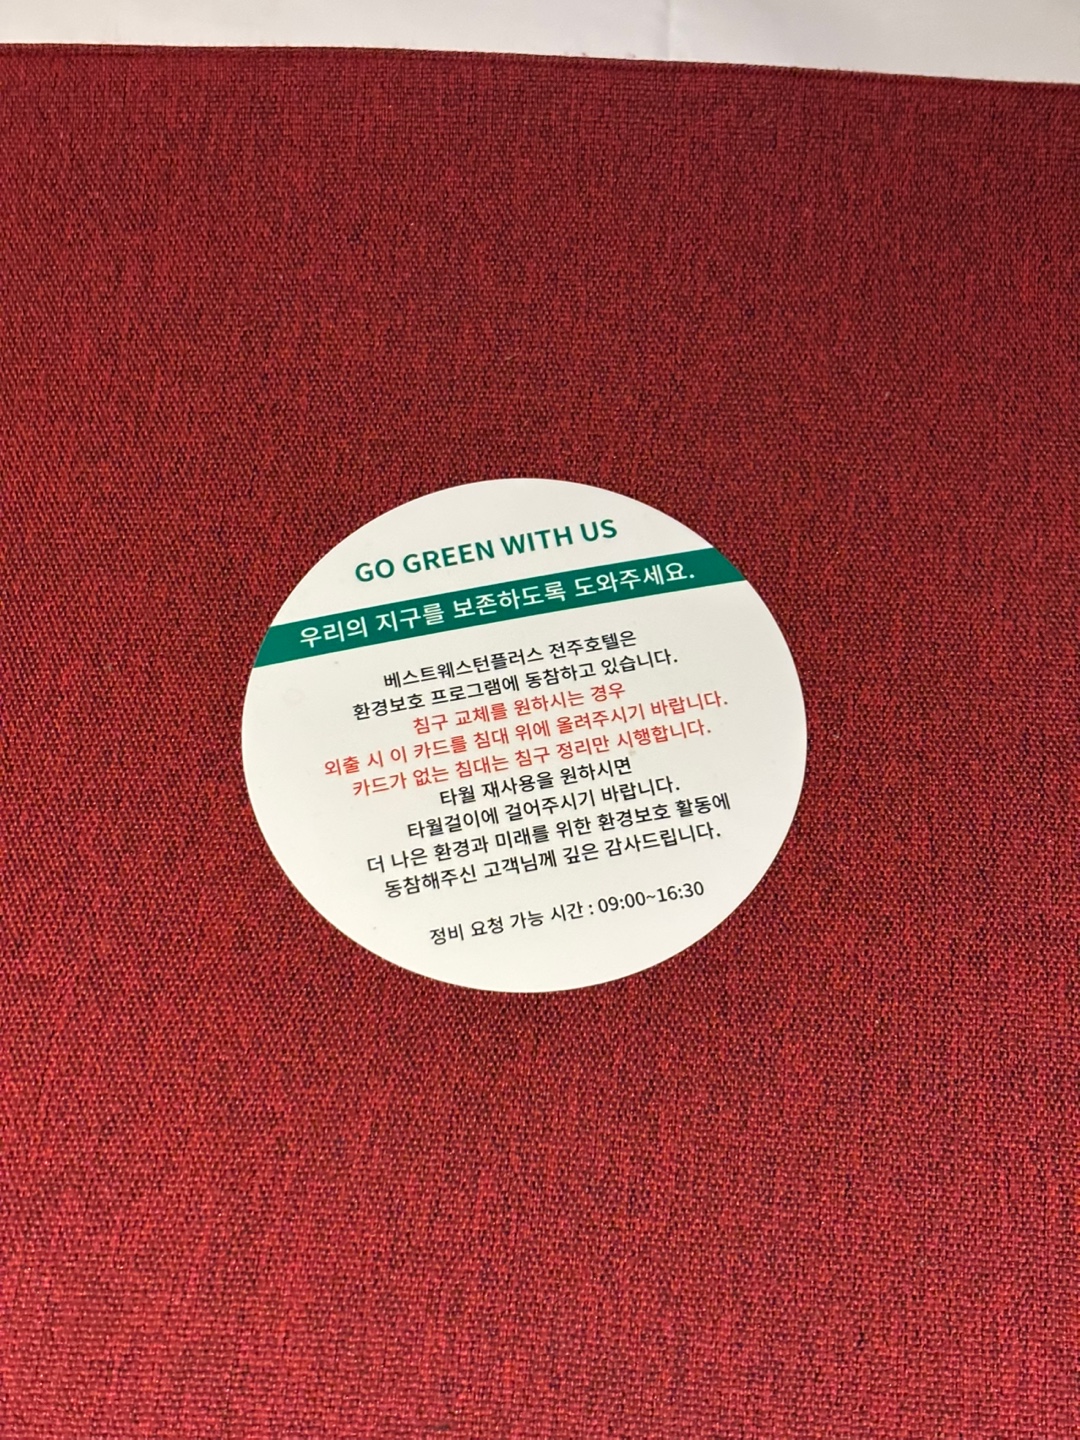 GO GREEN WITH US
우리의 지구를 보존하도록 도와주세요.
베스트웨스턴플러스 전주호텔은
환경보호 프로그램에 동참하고 있습니다.
침구 교체를 원하시는 경우
외출 시 이 카드를 침대 위에 올려주시기 바랍니다.
카드가 없는 침대는 침구 정리만 시행합니다.
타월 재사용을 원하시면
타월걸이에 걸어주시기 바랍니다.
더 나은 환경과 미래를 위한 환경보호 활동에
동참해주신 고객님께 깊은 감사드립니다.
정비 요청 가능 시간 : 09:00~16:30